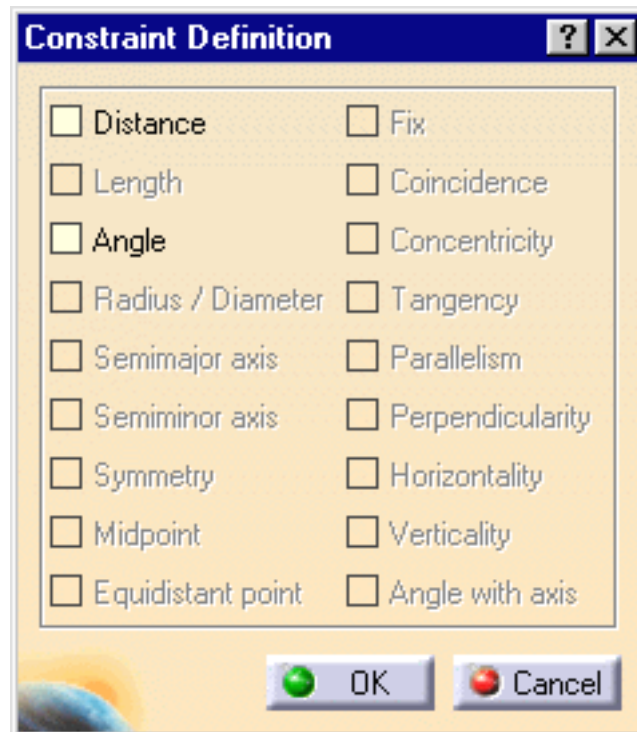 Constraint Definition
Distance
Fix
Length
Coincidence
Angle
Concentricity
Radius / Diameter
Tangency
Semimajor axis
Parallelism
Semiminor axis
Perpendicularity
Symmetry
Horizontality
Midpoint
Verticality
Equidistant point
Angle with axis
OK
Cancel